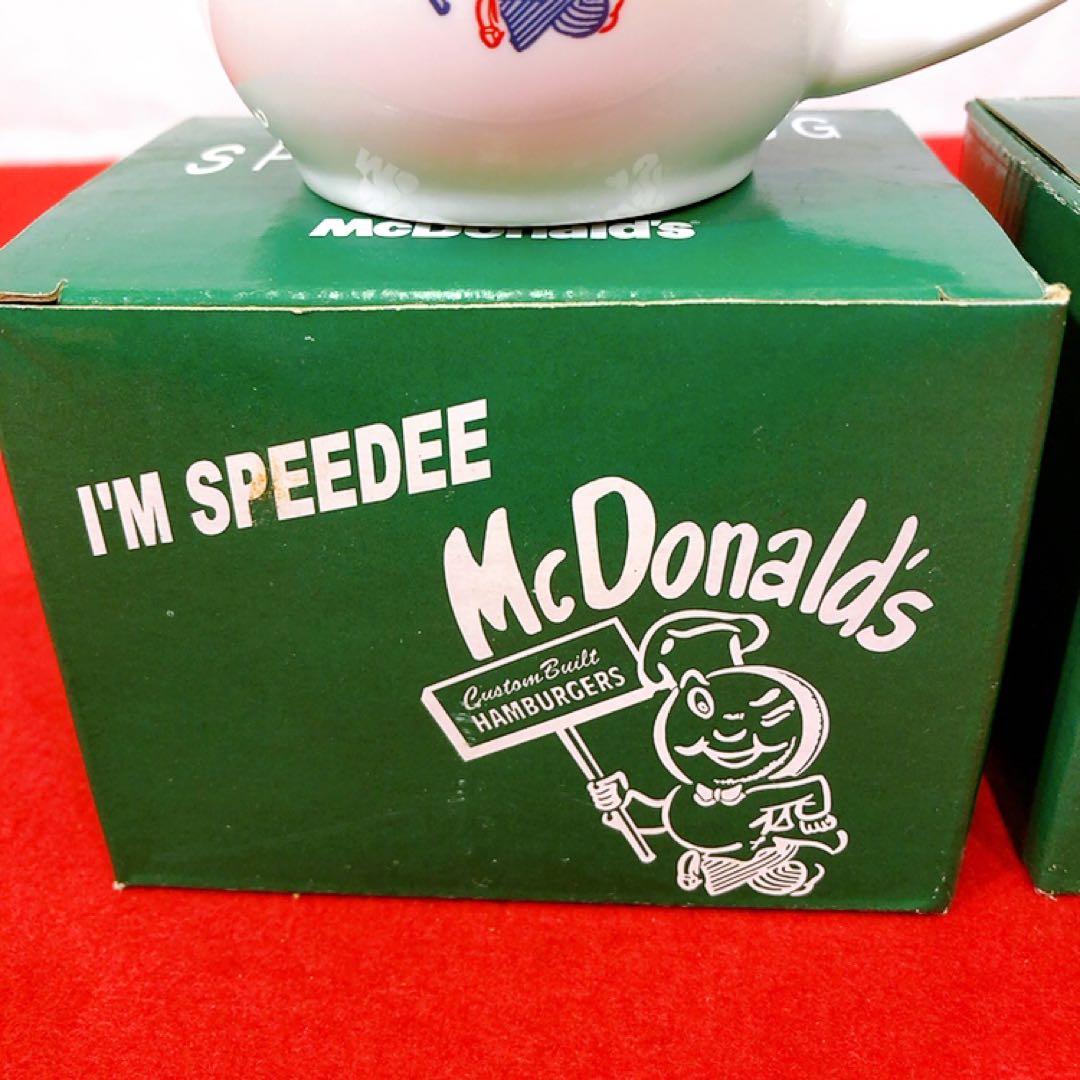 McDonald's
I'M SPEEDEE
McDonald's
Custom Built
HAMBURGERS